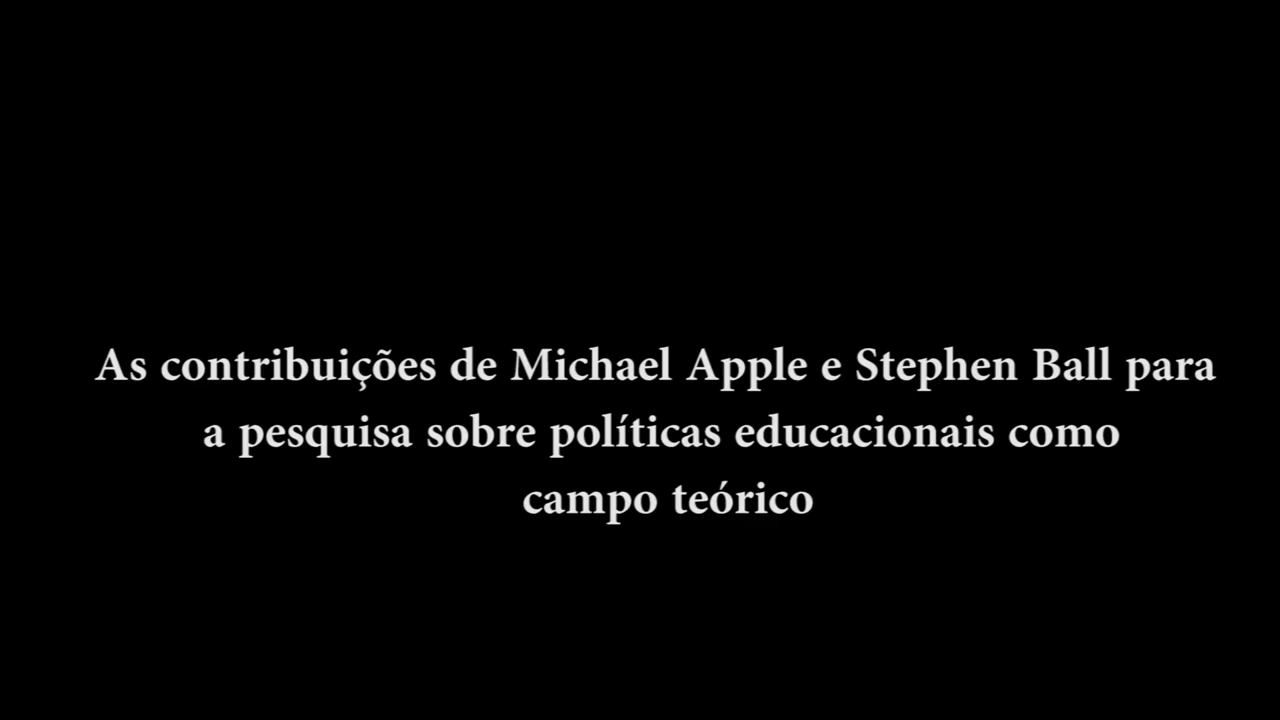 As contribuições de Michael Apple e Stephen Ball para
a pesquisa sobre políticas educacionais como
campo teórico